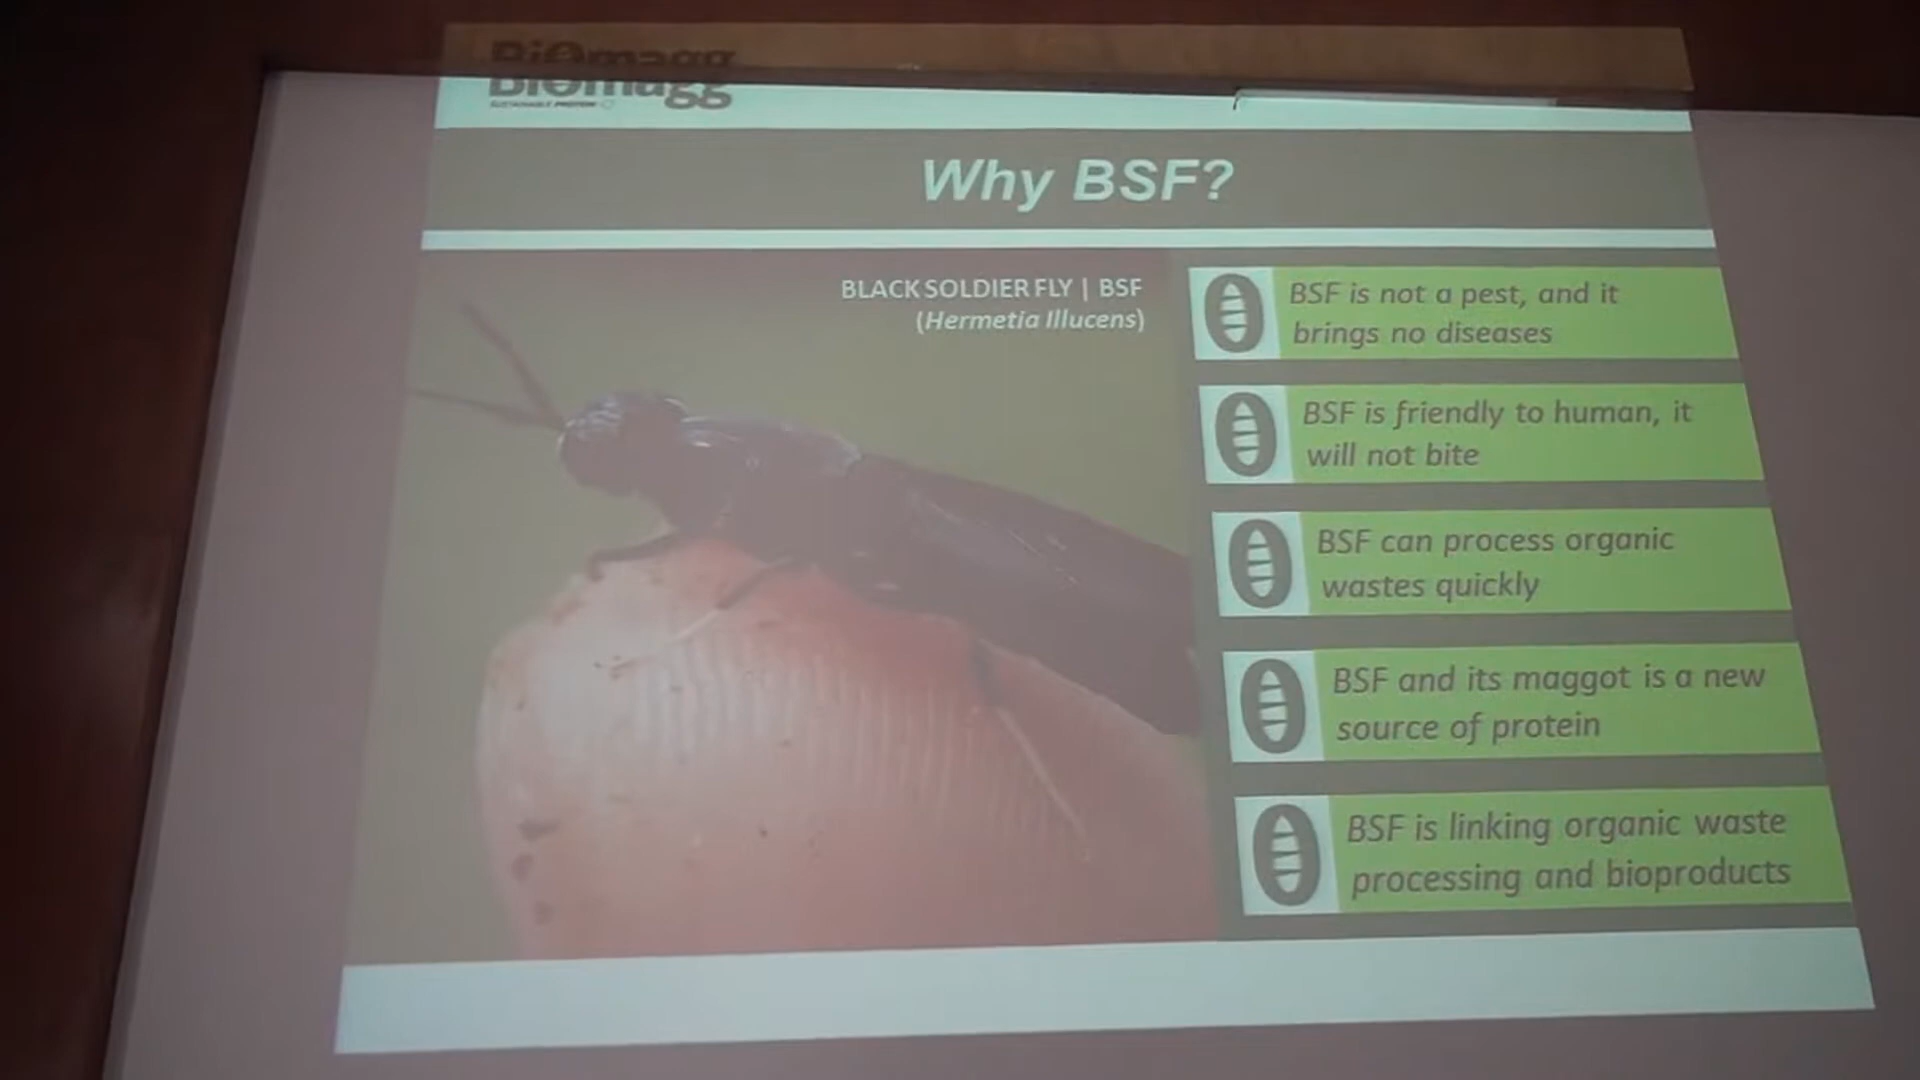 Biomagg
SUSTAINABLE PROTEIN
Why BSF?
BLACK SOLDIER FLY | BSF
(Hermetia Illucens)
BSF is not a pest, and it
brings no diseases
BSF is friendly to human, it
will not bite
BSF can process organic
wastes quickly
BSF and its maggot is a new
source of protein
BSF is linking organic waste
processing and bioproducts